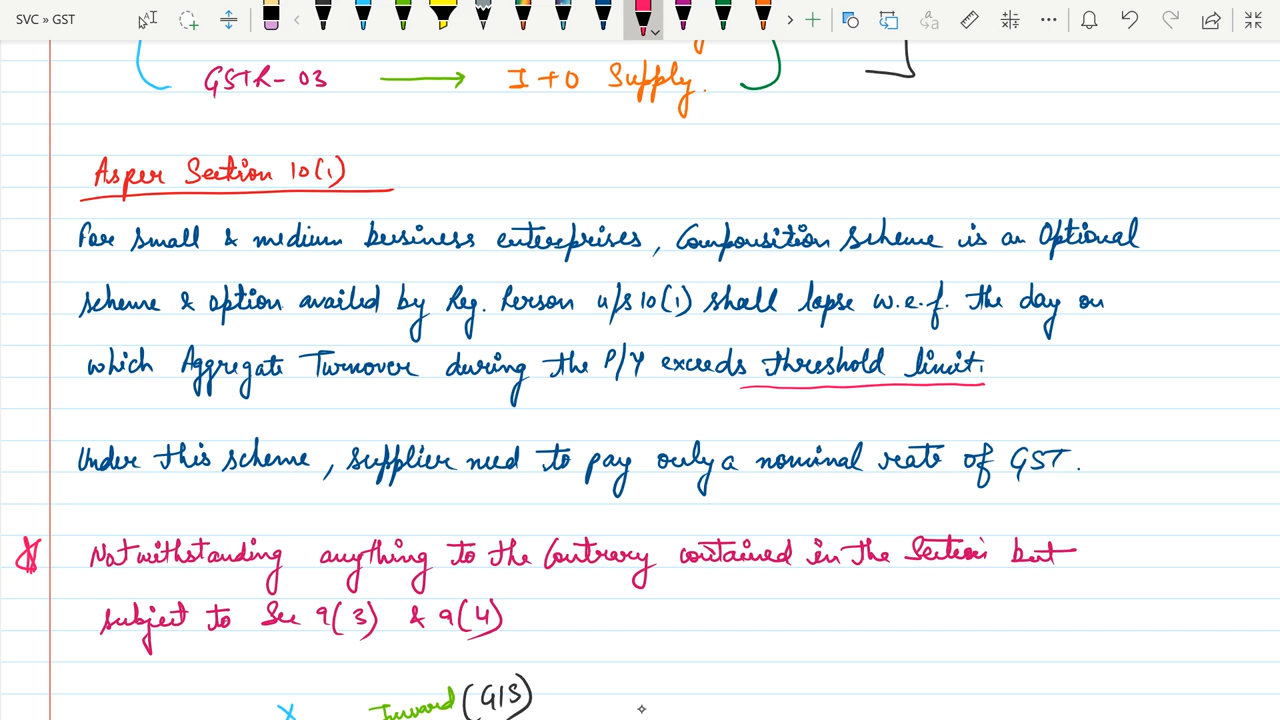 SVC » GST
GSTR-03 → I+O Supply.
As per Section 10(1)
For small & medium business enterprises, Composition scheme is an Optional
scheme & option availed by Reg. Person u/s 10(1) shall lapse w.e.f. the day on
which Aggregate Turnover during the P/Y exceeds threshold limit.
Under this scheme, supplier need to pay only a nominal rate of GST.
Notwithstanding anything to the Contrary contained in the Section but
subject to Sec 9(3) & 9(4)
Inward (G/S)